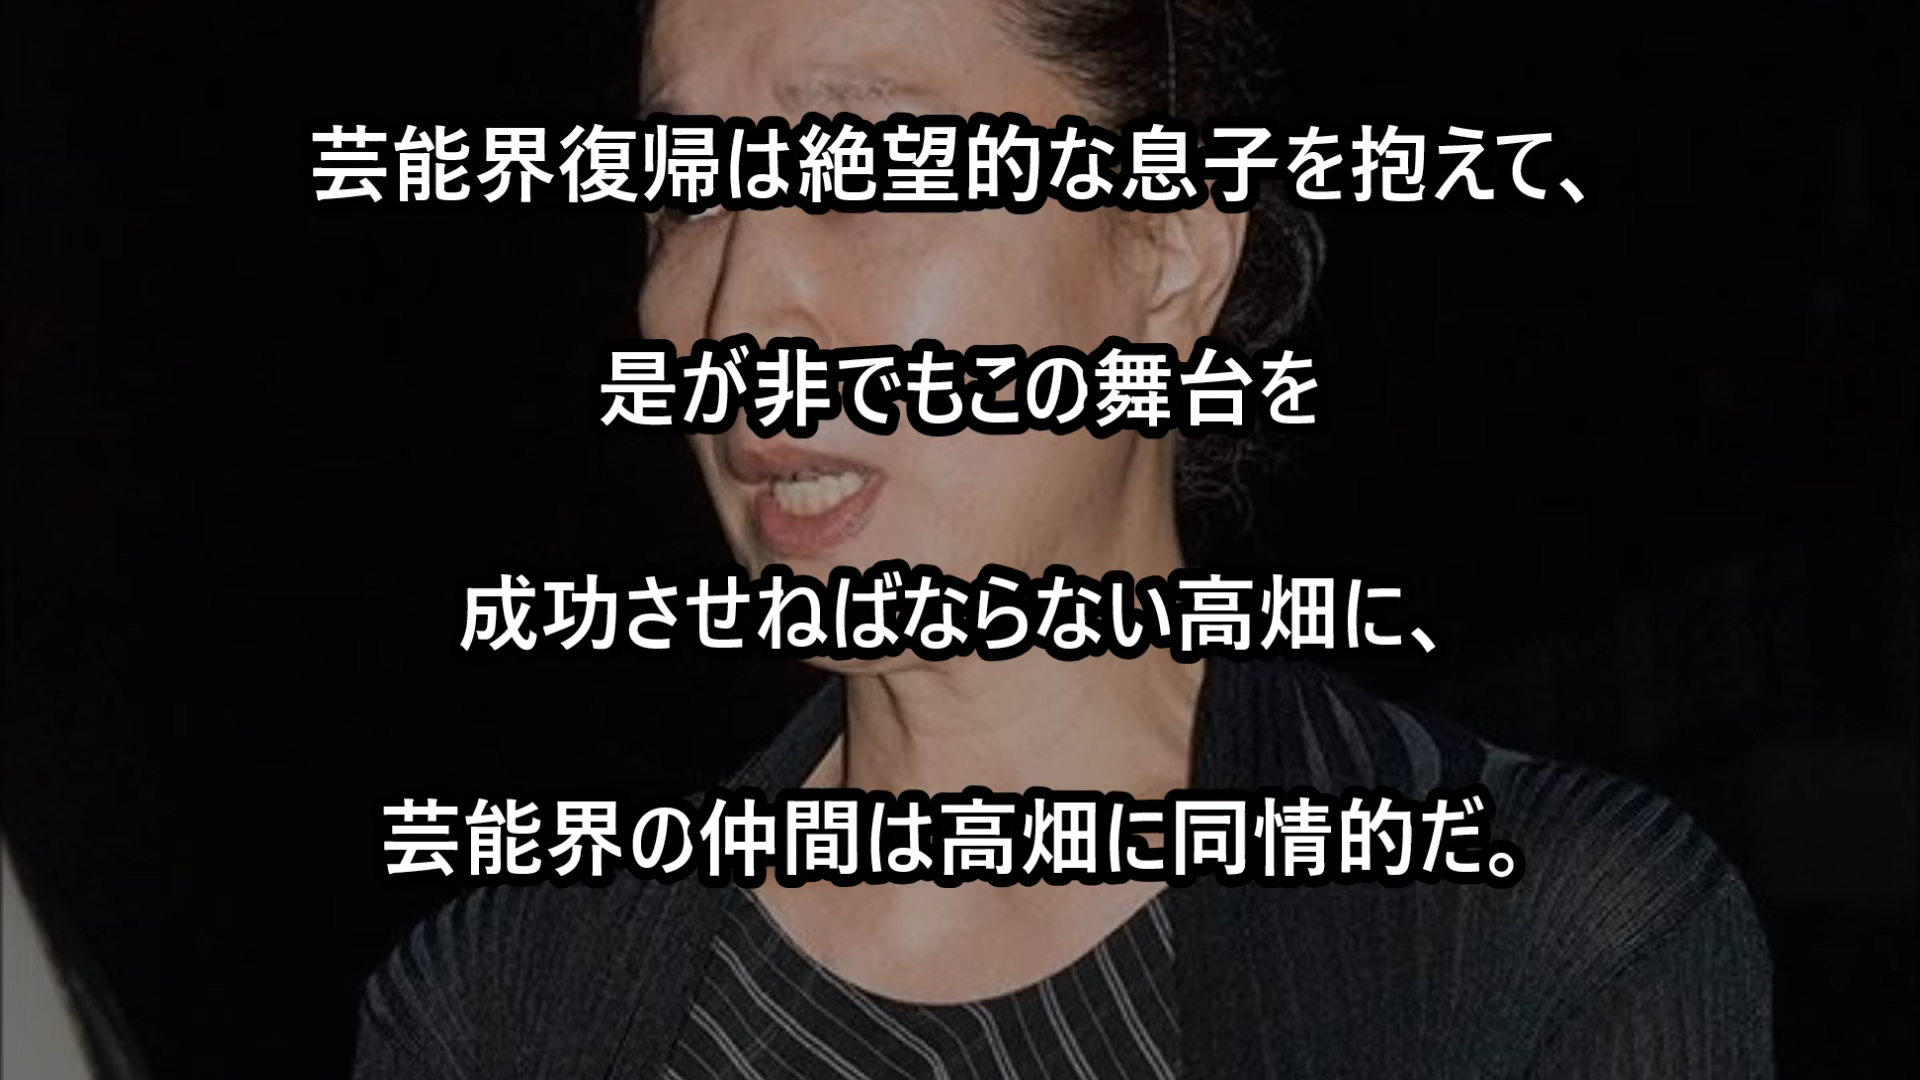 芸能界復帰は絶望的な息子を抱えて、
是が非でもこの舞台を
成功させねばならない高畑に、
芸能界の仲間は高畑に同情的だ。